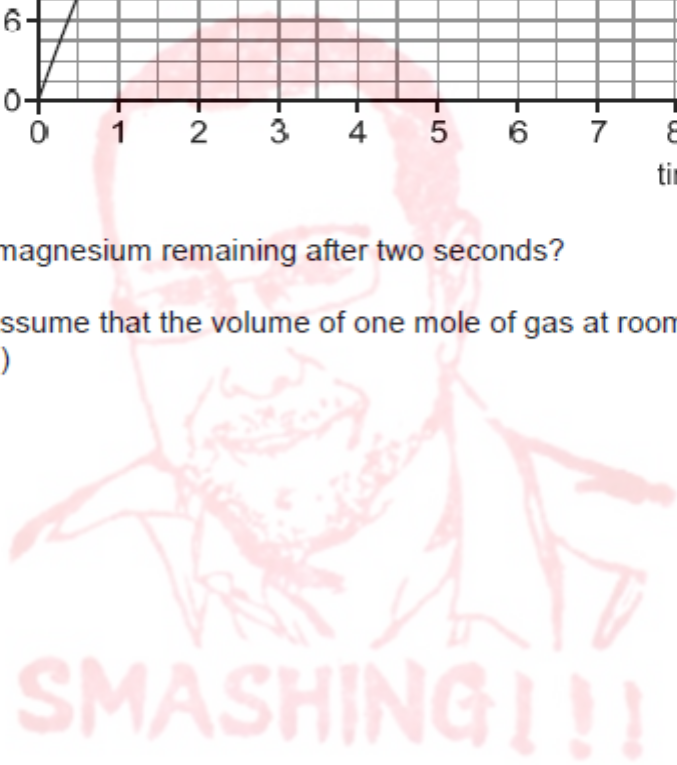 6
0
0 1 2 3 4 5 6 7
magnesium remaining after two seconds?
ssume that the volume of one mole of gas at room
)
SMASHING!!!